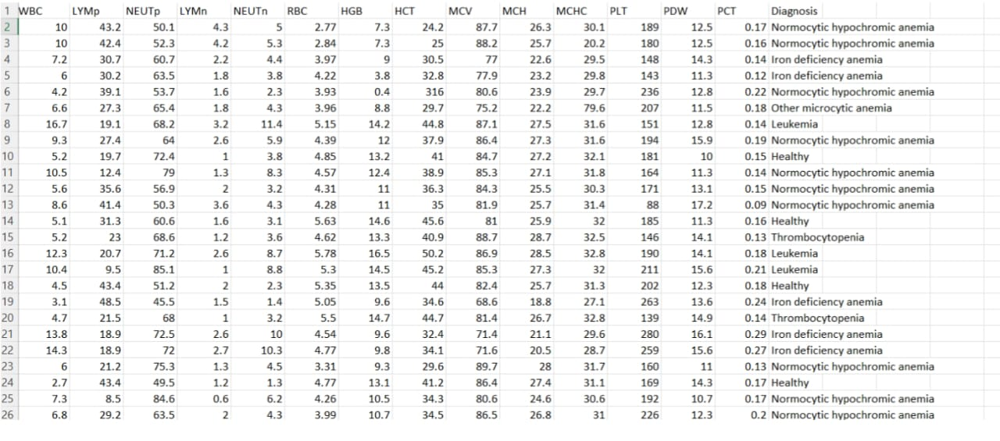 1 WBC LYMp NEUTp LYMn NEUTn RBC HGB HCT MCV MCH MCHC PLT PDW PCT Diagnosis
2 10 43.2 50.1 4.3 5 2.77 7.3 24.2 87.7 26.3 30.1 189 12.5 0.17 Normocytic hypochromic anemia
3 10 42.4 52.3 4.2 5.3 2.84 7.3 25 88.2 25.7 20.2 180 12.5 0.16 Normocytic hypochromic anemia
4 7.2 30.7 60.7 2.2 4.4 3.97 9 30.5 77 22.6 29.5 148 14.3 0.14 Iron deficiency anemia
5 6 30.2 63.5 1.8 3.8 4.22 3.8 32.8 77.9 23.2 29.8 143 11.3 0.12 Iron deficiency anemia
6 4.2 39.1 53.7 1.6 2.3 3.93 0.4 316 80.6 23.9 29.7 236 12.8 0.22 Normocytic hypochromic anemia
7 6.6 27.3 65.4 1.8 4.3 3.96 8.8 29.7 75.2 22.2 79.6 207 11.5 0.18 Other microcytic anemia
8 16.7 19.1 68.2 3.2 11.4 5.15 14.2 44.8 87.1 27.5 31.6 151 12.8 0.14 Leukemia
9 9.3 27.4 64 2.6 5.9 4.39 12 37.9 86.4 27.3 31.6 194 15.9 0.19 Normocytic hypochromic anemia
10 5.2 19.7 72.4 1 3.8 4.85 13.2 41 84.7 27.2 32.1 181 10 0.15 Healthy
11 10.5 12.4 79 1.3 8.3 4.57 12.4 38.9 85.3 27.1 31.8 164 11.3 0.14 Normocytic hypochromic anemia
12 5.6 35.6 56.9 2 3.2 4.31 11 36.3 84.3 25.5 30.3 171 13.1 0.15 Normocytic hypochromic anemia
13 8.6 41.4 50.3 3.6 4.3 4.28 11 35 81.9 25.7 31.4 88 17.2 0.09 Normocytic hypochromic anemia
14 5.1 31.3 60.6 1.6 3.1 5.63 14.6 45.6 81 25.9 32 185 11.3 0.16 Healthy
15 5.2 23 68.6 1.2 3.6 4.62 13.3 40.9 88.7 28.7 32.5 146 14.1 0.13 Thrombocytopenia
16 12.3 20.7 71.2 2.6 8.7 5.78 16.5 50.2 86.9 28.5 32.8 190 14.1 0.18 Leukemia
17 10.4 9.5 85.1 1 8.8 5.3 14.5 45.2 85.3 27.3 32 211 15.6 0.21 Leukemia
18 4.5 43.4 51.2 2 2.3 5.35 13.5 44 82.4 25.7 31.3 202 12.3 0.18 Healthy
19 3.1 48.5 45.5 1.5 1.4 5.05 9.6 34.6 68.6 18.8 27.1 263 13.6 0.24 Iron deficiency anemia
20 4.7 21.5 68 1 3.2 5.5 14.7 44.7 81.4 26.7 32.8 139 14.9 0.14 Thrombocytopenia
21 13.8 18.9 72.5 2.6 10 4.54 9.6 32.4 71.4 21.1 29.6 280 16.1 0.29 Iron deficiency anemia
22 14.3 18.9 72 2.7 10.3 4.77 9.8 34.1 71.6 20.5 28.7 259 15.6 0.27 Iron deficiency anemia
23 6 21.2 75.3 1.3 4.5 3.31 9.3 29.6 89.7 28 31.7 160 11 0.13 Normocytic hypochromic anemia
24 2.7 43.4 49.5 1.2 1.3 4.77 13.1 41.2 86.4 27.4 31.1 169 14.3 0.17 Healthy
25 7.3 8.5 84.6 0.6 6.2 4.26 10.5 34.3 80.6 24.6 30.6 192 10.7 0.17 Normocytic hypochromic anemia
26 6.8 29.2 63.5 2 4.3 3.99 10.7 34.5 86.5 26.8 31 226 12.3 0.2 Normocytic hypochromic anemia